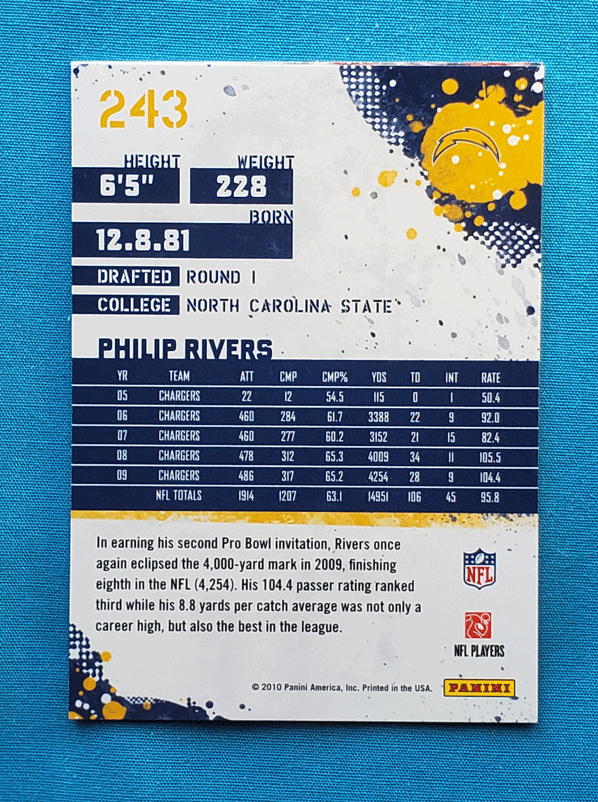 243
HEIGHT WEIGHT
6'5" 228
BORN
12.8.81
DRAFTED ROUND 1
COLLEGE NORTH CAROLINA STATE
PHILIP RIVERS
YR TEAM ATT CMP CMP% YDS TD INT RATE
05 CHARGERS 22 12 54.5 115 0 1 50.4
06 CHARGERS 460 284 61.7 3388 22 9 92.0
07 CHARGERS 460 277 60.2 3152 21 15 82.4
08 CHARGERS 478 312 65.3 4009 34 11 105.5
09 CHARGERS 486 317 65.2 4254 28 9 104.4
NFL TOTALS 1914 1207 63.1 14951 106 45 95.8
In earning his second Pro Bowl invitation, Rivers once
again eclipsed the 4,000-yard mark in 2009, finishing
eighth in the NFL (4,254). His 104.4 passer rating ranked
third while his 8.8 yards per catch average was not only a
career high, but also the best in the league.
NFL
NFL PLAYERS
© 2010 Panini America, Inc. Printed in the USA. PANINI